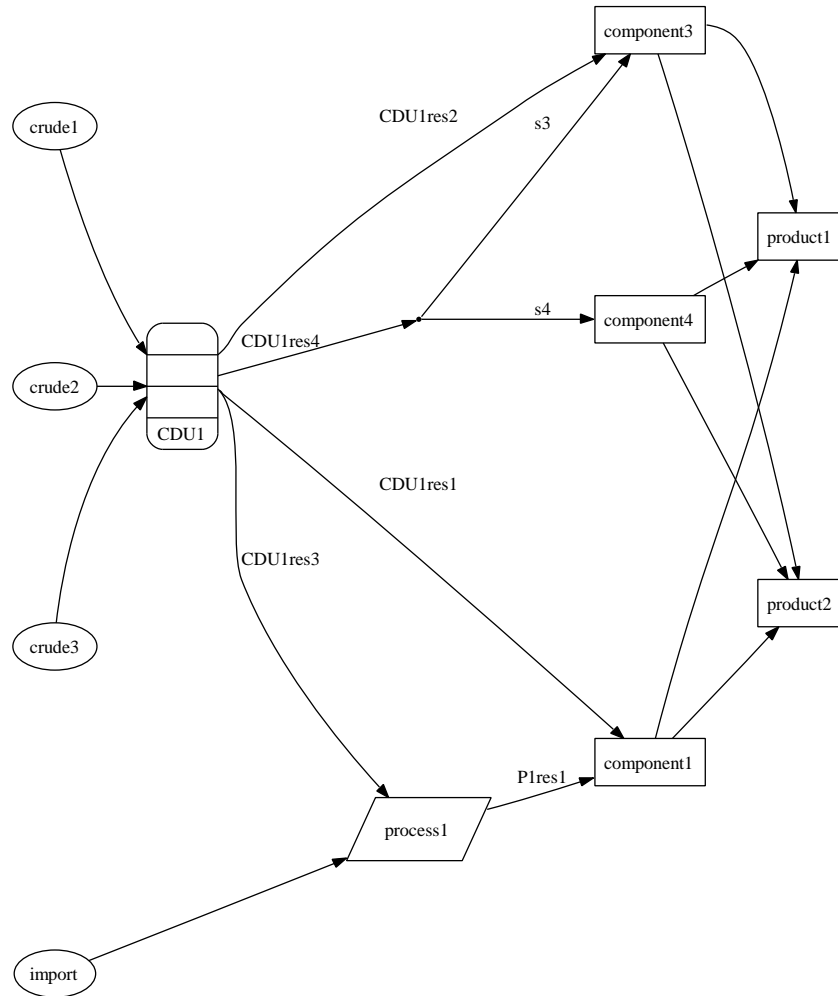 component3
CDU1res2
s3
crude1
product1
s4
CDU1res4
component4
crude2
CDU1
CDU1res1
CDU1res3
product2
crude3
component1
P1res1
process1
import